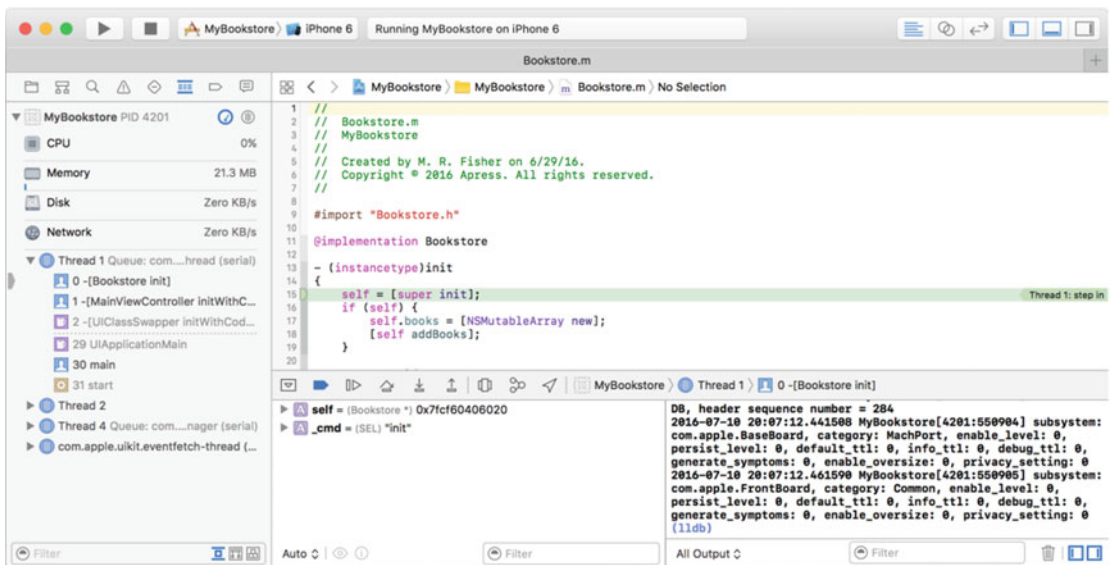 MyBookstore iPhone 6 Running MyBookstore on iPhone 6
Bookstore.m
MyBookstore PID 4201
CPU 0%
Memory 21.3 MB
Disk Zero KB/s
Network Zero KB/s
Thread 1 Queue: com....hread (serial)
0 -[Bookstore init]
1 -[MainViewController initWithC...
2 -[UIClassSwapper initWithCod...
29 UIApplicationMain
30 main
31 start
Thread 2
Thread 4 Queue: com....nager (serial)
com.apple.uikit.eventfetch-thread (...
Filter
MyBookstore MyBookstore m Bookstore.m No Selection
1 //
2 // Bookstore.m
3 // MyBookstore
4 //
5 // Created by M. R. Fisher on 6/29/16.
6 // Copyright © 2016 Apress. All rights reserved.
7 //
8
9 #import "Bookstore.h"
10
11 @implementation Bookstore
12
13 - (instancetype)init
14 {
15 self = [super init]; Thread 1: step in
16 if (self) {
17 self.books = [NSMutableArray new];
18 [self addBooks];
19 }
20
MyBookstore Thread 1 0 -[Bookstore init]
A self = (Bookstore *) 0x7fcf60406020
A _cmd = (SEL) "init"
Auto Filter
DB, header sequence number = 284
2016-07-10 20:07:12.441508 MyBookstore[4201:550904] subsystem:
com.apple.BaseBoard, category: MachPort, enable_level: 0,
persist_level: 0, default_ttl: 0, info_ttl: 0, debug_ttl: 0,
generate_symptoms: 0, enable_oversize: 0, privacy_setting: 0
2016-07-10 20:07:12.461590 MyBookstore[4201:550905] subsystem:
com.apple.FrontBoard, category: Common, enable_level: 0,
persist_level: 0, default_ttl: 0, info_ttl: 0, debug_ttl: 0,
generate_symptoms: 0, enable_oversize: 0, privacy_setting: 0
(lldb)
All Output Filter